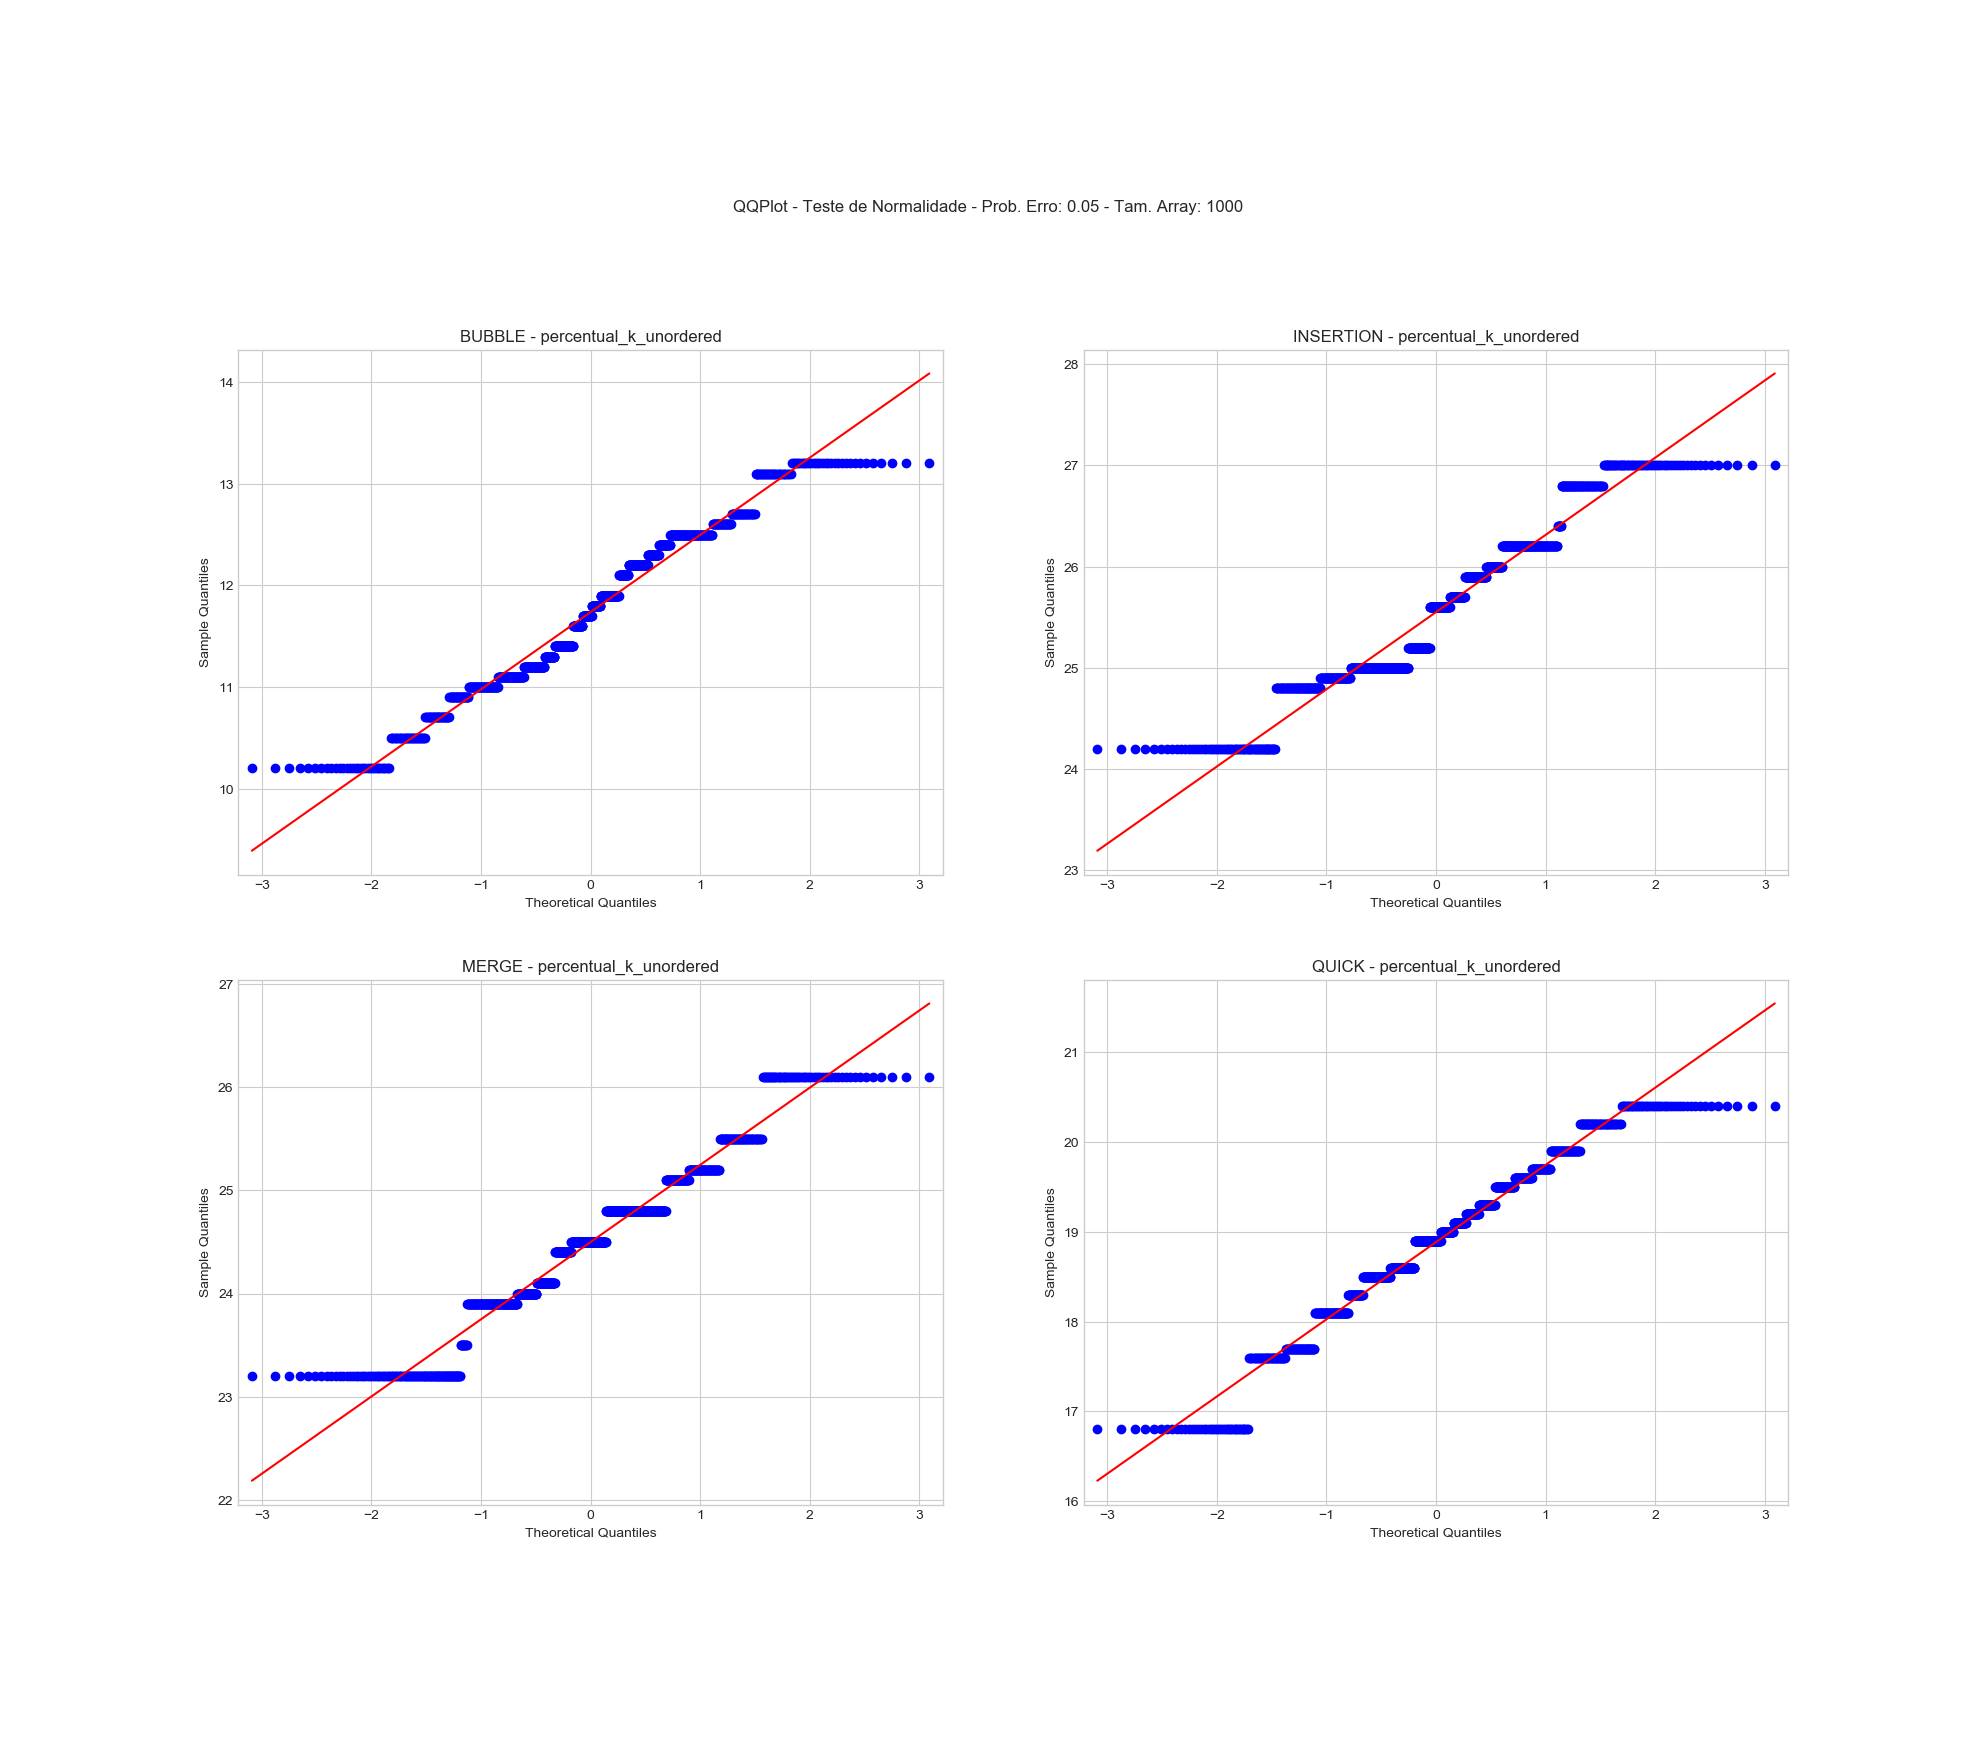 QQPlot - Teste de Normalidade - Prob. Erro: 0.05 - Tam. Array: 1000
BUBBLE - percentual_k_unordered
14
13
12
11
10
Sample Quantiles
−3 −2 −1 0 1 2 3
Theoretical Quantiles
INSERTION - percentual_k_unordered
28
27
26
25
24
23
Sample Quantiles
−3 −2 −1 0 1 2 3
Theoretical Quantiles
MERGE - percentual_k_unordered
27
26
25
24
23
22
Sample Quantiles
−3 −2 −1 0 1 2 3
Theoretical Quantiles
QUICK - percentual_k_unordered
21
20
19
18
17
16
Sample Quantiles
−3 −2 −1 0 1 2 3
Theoretical Quantiles